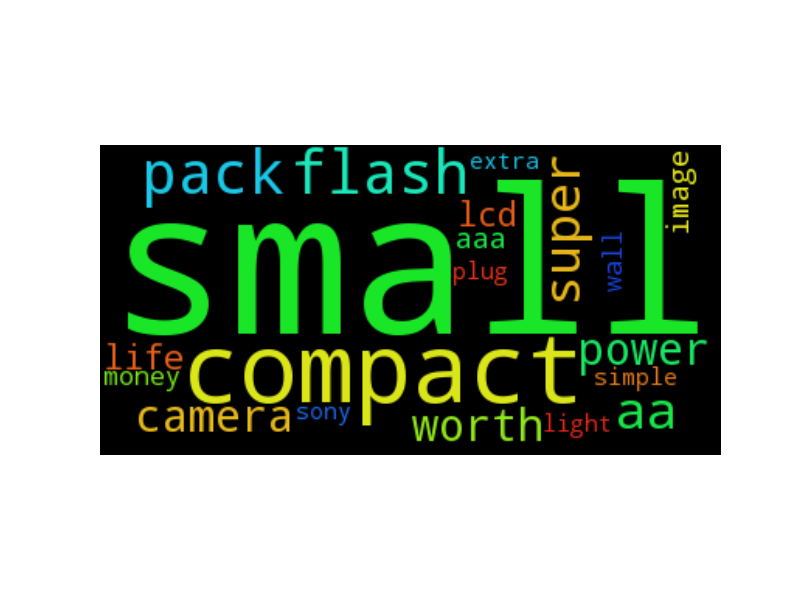 pack flash extra
image
super
lcd
small
aaa
wall
plug
life compact power
money simple
camera sony worth light aa